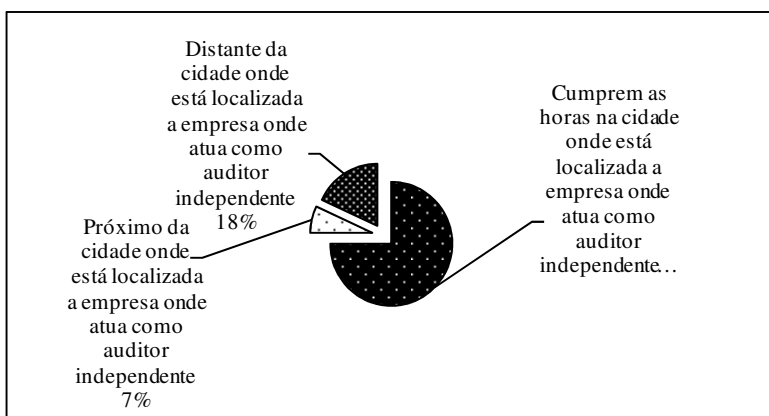 Distante da
cidade onde
está localizada
a empresa onde
atua como
auditor
independente
18%
Próximo da
cidade onde
está localizada
a empresa onde
atua como
auditor
independente
7%
Cumprem as
horas na cidade
onde está
localizada a
empresa onde
atua como
auditor
independente…